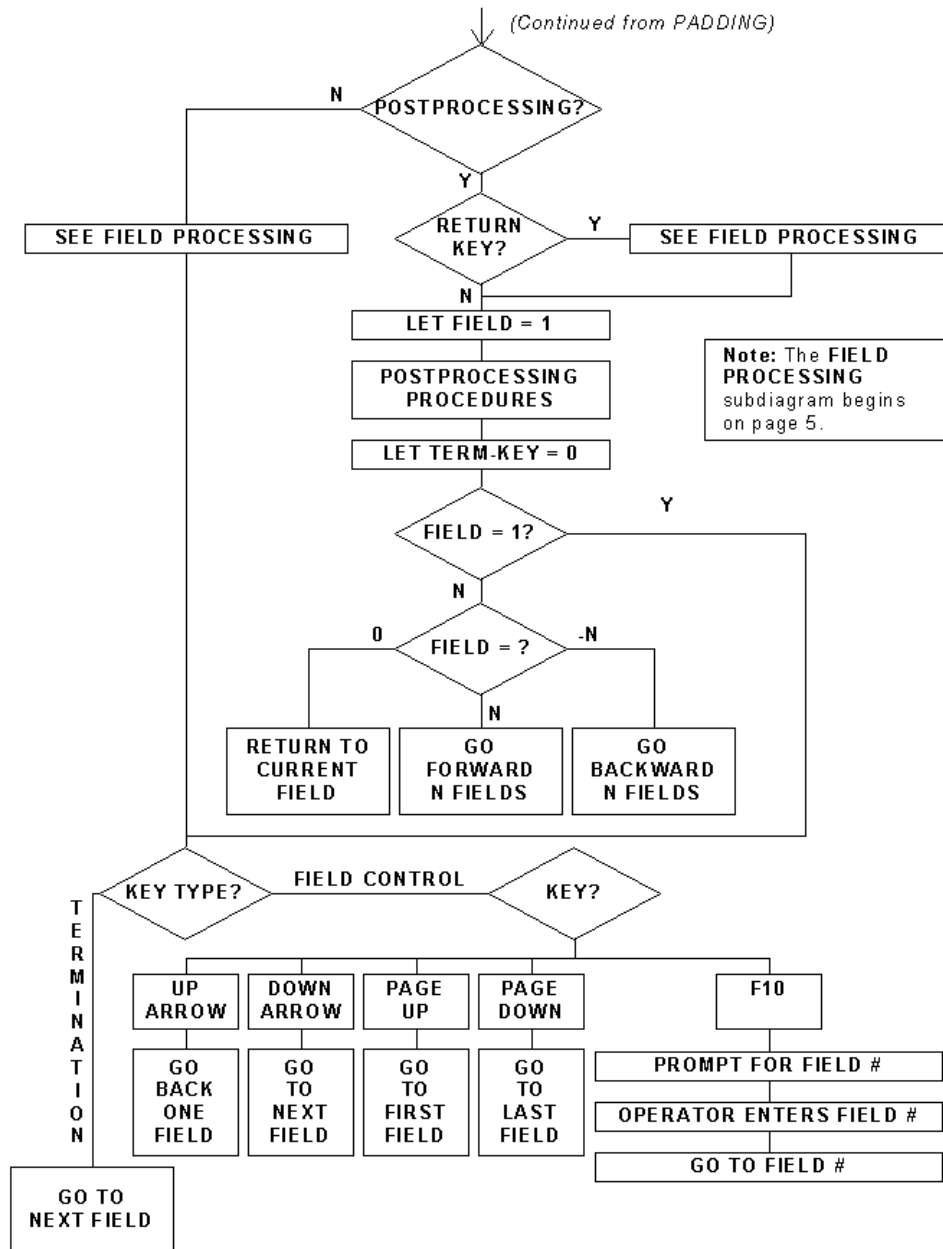 (Continued from PADDING)
N
POSTPROCESSING?
Y
SEE FIELD PROCESSING
RETURN
KEY?
Y
SEE FIELD PROCESSING
N
LET FIELD = 1
POSTPROCESSING
PROCEDURES
Note: The FIELD
PROCESSING
subdiagram begins
on page 5.
LET TERM-KEY = 0
Y
FIELD = 1?
N
0
FIELD = ?
-N
N
RETURN TO
CURRENT
FIELD
GO
FORWARD
N FIELDS
GO
BACKWARD
N FIELDS
KEY TYPE?
FIELD CONTROL
KEY?
TERMINATION
UP
ARROW
DOWN
ARROW
PAGE
UP
PAGE
DOWN
F10
GO
BACK
ONE
FIELD
GO
TO
NEXT
FIELD
GO
TO
FIRST
FIELD
GO
TO
LAST
FIELD
PROMPT FOR FIELD #
OPERATOR ENTERS FIELD #
GO TO FIELD #
GO TO
NEXT FIELD